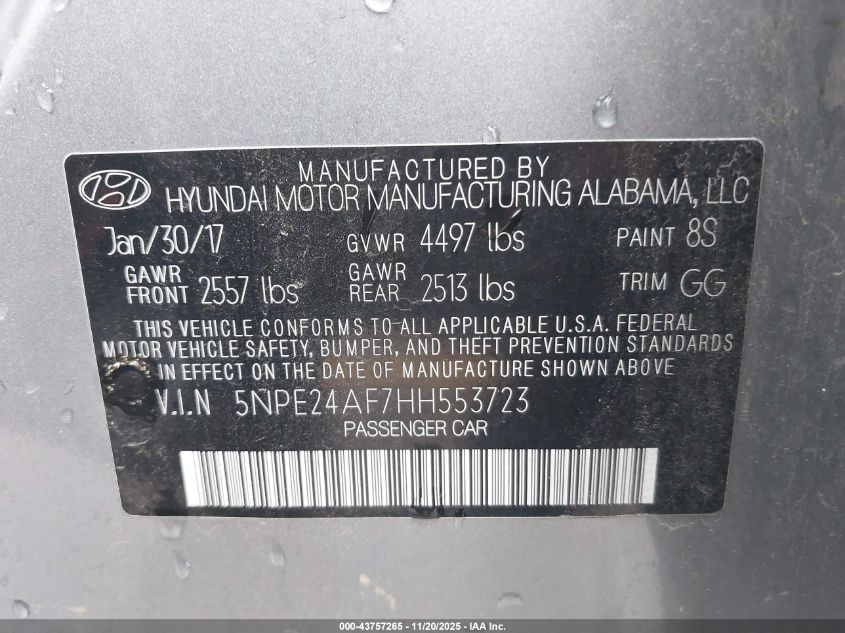 MANUFACTURED BY
HYUNDAI MOTOR MANUFACTURING ALABAMA, LLC
Jan/30/17 GVWR 4497 lbs PAINT 8S
GAWR FRONT 2557 lbs GAWR REAR 2513 lbs TRIM GG
THIS VEHICLE CONFORMS TO ALL APPLICABLE U.S.A. FEDERAL
MOTOR VEHICLE SAFETY, BUMPER, AND THEFT PREVENTION STANDARDS
IN EFFECT ON THE DATE OF MANUFACTURE SHOWN ABOVE.
V.I.N 5NPE24AF7HH553723
PASSENGER CAR
000-43757265 - 11/20/2025 - IAA Inc.